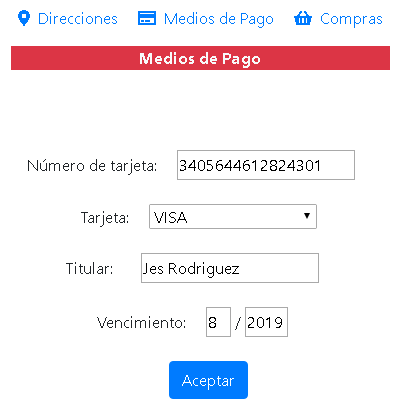 Direcciones Medios de Pago Compras
Medios de Pago
Número de tarjeta: 3405644612824301
Tarjeta: VISA
Titular: Jes Rodriguez
Vencimiento: 8 / 2019
Aceptar